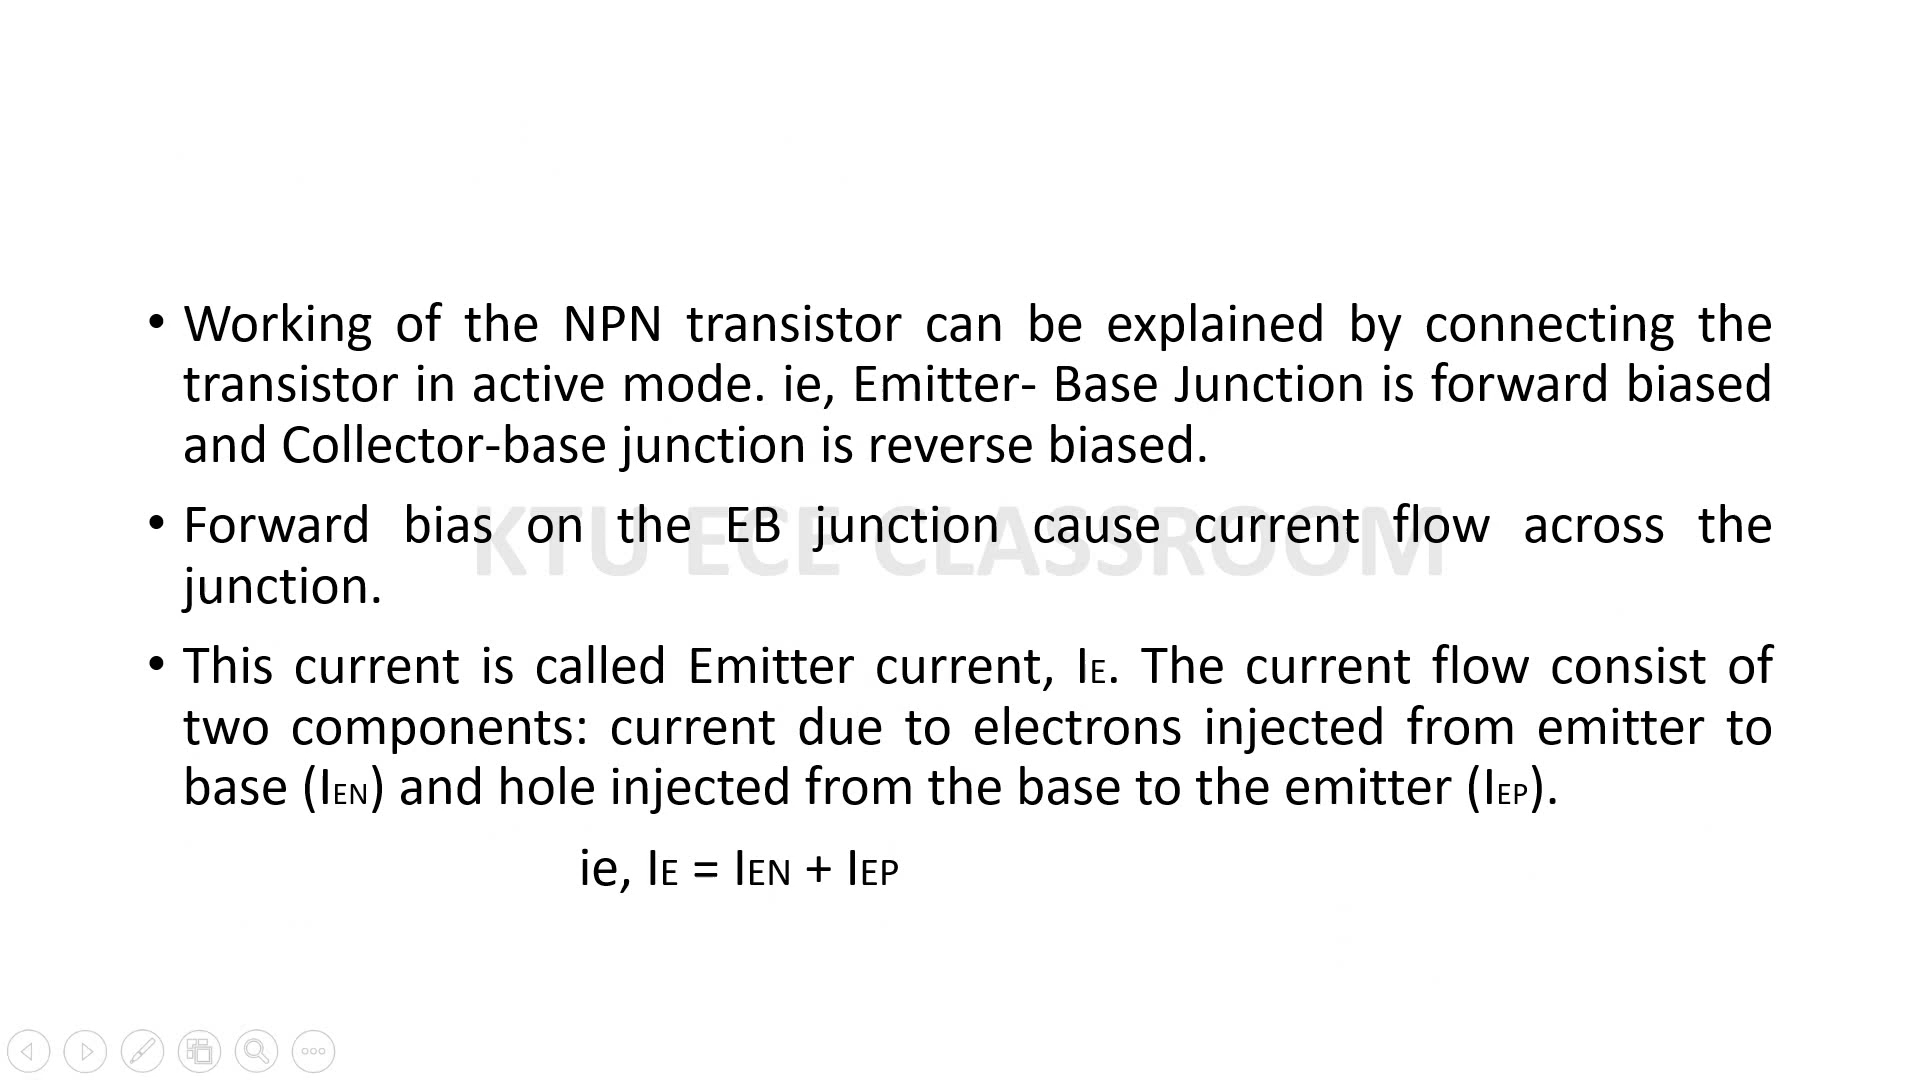 • Working of the NPN transistor can be explained by connecting the
transistor in active mode. ie, Emitter- Base Junction is forward biased
and Collector-base junction is reverse biased.
• Forward bias on the EB junction cause current flow across the
junction.
KTU ECE CLASSROOM
• This current is called Emitter current, IE. The current flow consist of
two components: current due to electrons injected from emitter to
base (IEN) and hole injected from the base to the emitter (IEP).
ie, IE = IEN + IEP